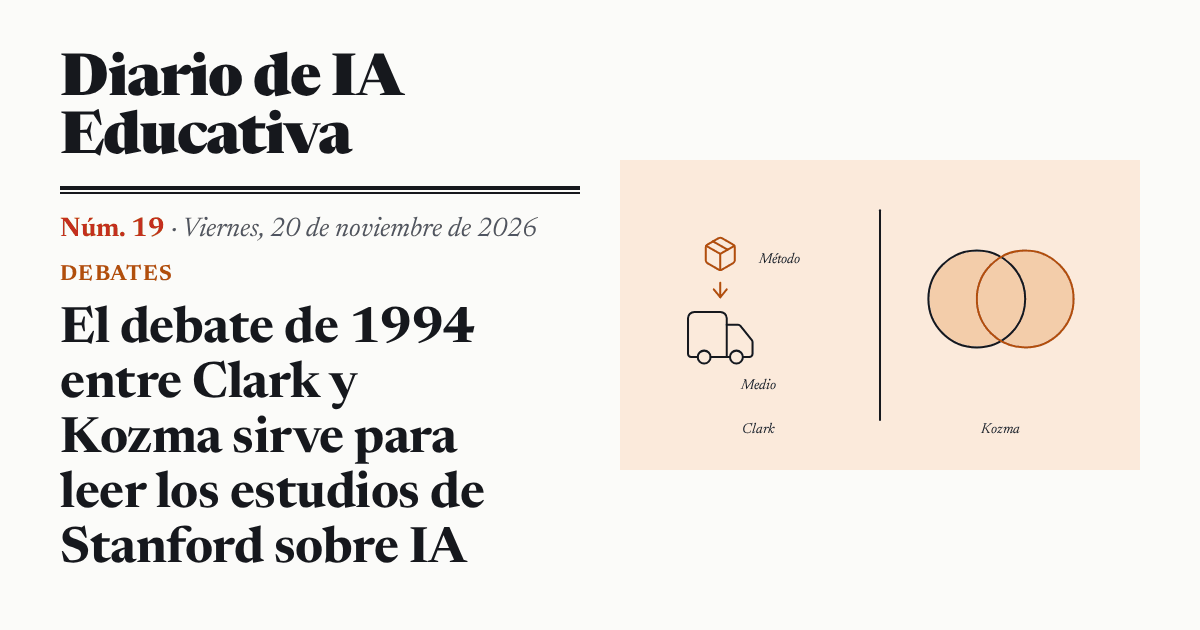 Diario de IA
Educativa
Núm. 19 · Viernes, 20 de noviembre de 2026
DEBATES
El debate de 1994
entre Clark y
Kozma sirve para
leer los estudios de
Stanford sobre IA
Método
Medio
Clark
Kozma